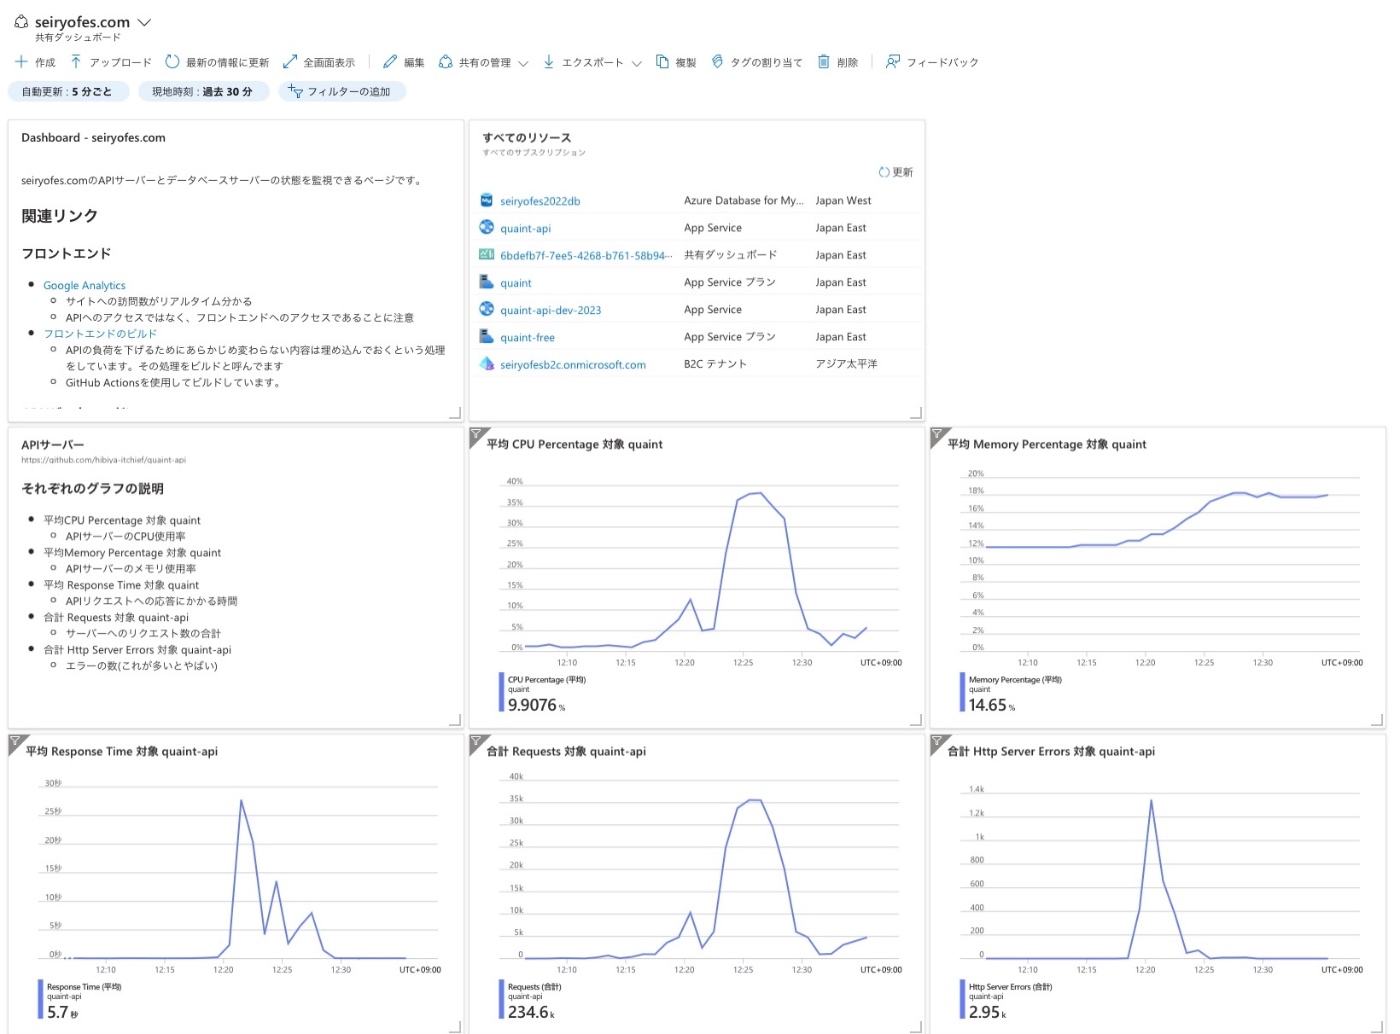 seiryofes.com
共有ダッシュボード
作成 アップロード 最新の情報に更新 全画面表示 編集 共有の管理 エクスポート 複製 タグの割り当て 削除 フィードバック
自動更新 : 5 分ごと 現地時刻 : 過去 30 分 フィルターの追加
Dashboard - seiryofes.com
seiryofes.comのAPIサーバーとデータベースサーバーの状態を監視できるページです。
関連リンク
フロントエンド
Google Analytics
サイトへの訪問数がリアルタイム分かる
APIへのアクセスではなく、フロントエンドへのアクセスであることに注意
フロントエンドのビルド
APIの負荷を下げるためにあらかじめ変わらない内容は埋め込んでおくという処理
をしています。その処理をビルドと呼んでます
GitHub Actionsを使用してビルドしています。
すべてのリソース
すべてのサブスクリプション
更新
seiryofes2022db Azure Database for My... Japan West
quaint-api App Service Japan East
6bdefb7f-7ee5-4268-b761-58b94... 共有ダッシュボード Japan East
quaint App Service プラン Japan East
quaint-api-dev-2023 App Service Japan East
quaint-free App Service プラン Japan East
seiryofesb2c.onmicrosoft.com B2C テナント アジア太平洋
APIサーバー
https://github.com/hibiya-itchief/quaint-api
それぞれのグラフの説明
平均CPU Percentage 対象 quaint
APIサーバーのCPU使用率
平均Memory Percentage 対象 quaint
APIサーバーのメモリ使用率
平均 Response Time 対象 quaint
APIリクエストへの応答にかかる時間
合計 Requests 対象 quaint-api
サーバーへのリクエスト数の合計
合計 Http Server Errors 対象 quaint-api
エラーの数(これが多いとやばい)
平均 CPU Percentage 対象 quaint
40%
35%
30%
25%
20%
15%
10%
5%
0%
12:10 12:15 12:20 12:25 12:30 UTC+09:00
CPU Percentage (平均)
quaint
9.9076 %
平均 Memory Percentage 対象 quaint
20%
18%
16%
14%
12%
10%
8%
6%
4%
2%
12:10 12:15 12:20 12:25 12:30 UTC+09:00
Memory Percentage (平均)
quaint
14.65 %
平均 Response Time 対象 quaint-api
30秒
25秒
20秒
15秒
10秒
5秒
0秒
12:10 12:15 12:20 12:25 12:30 UTC+09:00
Response Time (平均)
quaint-api
5.7 秒
合計 Requests 対象 quaint-api
40k
35k
30k
25k
20k
15k
10k
5k
0
12:10 12:15 12:20 12:25 12:30 UTC+09:00
Requests (合計)
quaint-api
234.6 k
合計 Http Server Errors 対象 quaint-api
1.4k
1.2k
1k
800
600
400
200
0
12:10 12:15 12:20 12:25 12:30 UTC+09:00
Http Server Errors (合計)
quaint-api
2.95 k